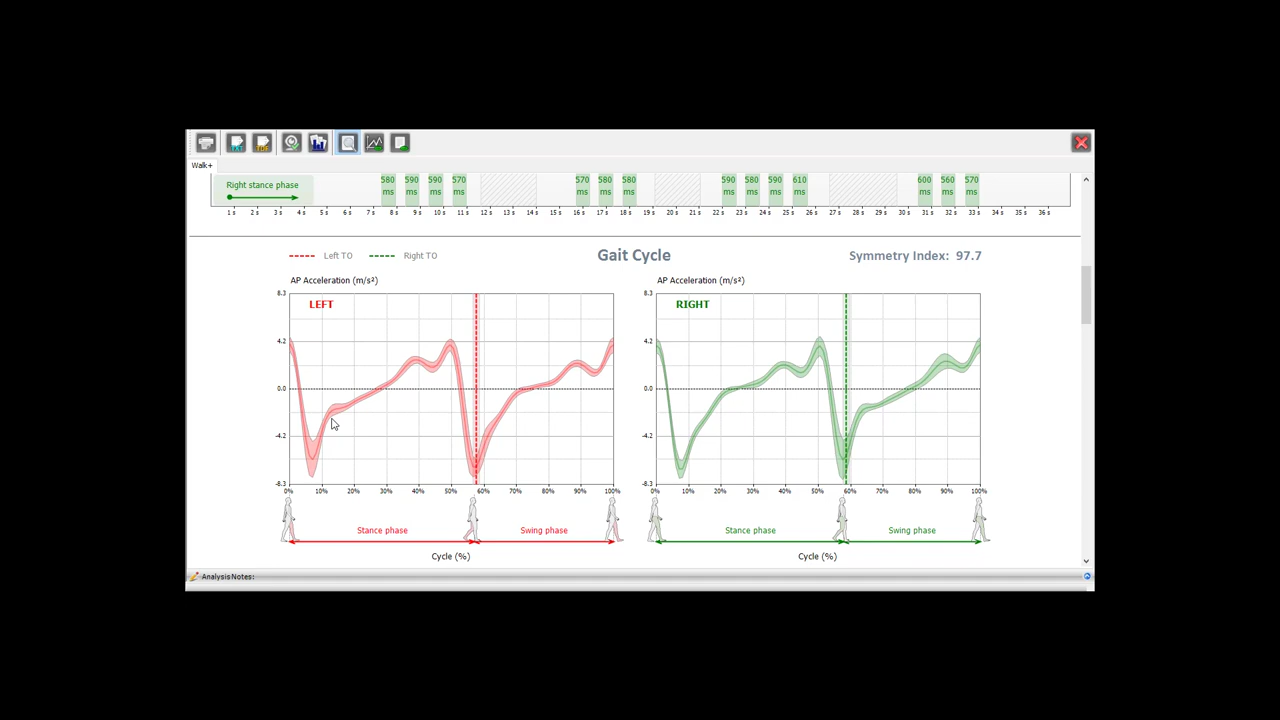 Walk+
Right stance phase
580 590 590 570 570 580 580 590 580 590 610 600 560 570
ms ms ms ms ms ms ms ms ms ms ms ms ms ms
1 s 2 s 3 s 4 s 5 s 6 s 7 s 8 s 9 s 10 s 11 s 12 s 13 s 14 s 15 s 16 s 17 s 18 s 19 s 20 s 21 s 22 s 23 s 24 s 25 s 26 s 27 s 28 s 29 s 30 s 31 s 32 s 33 s 34 s 35 s 36 s
Left TO Right TO Gait Cycle Symmetry Index: 97.7
AP Acceleration (m/s²) AP Acceleration (m/s²)
8.3 8.3
LEFT RIGHT
4.2 4.2
0.0 0.0
-4.2 -4.2
-8.3 -8.3
0% 10% 20% 30% 40% 50% 60% 70% 80% 90% 100% 0% 10% 20% 30% 40% 50% 60% 70% 80% 90% 100%
Stance phase Swing phase Stance phase Swing phase
Cycle (%) Cycle (%)
Analysis Notes: